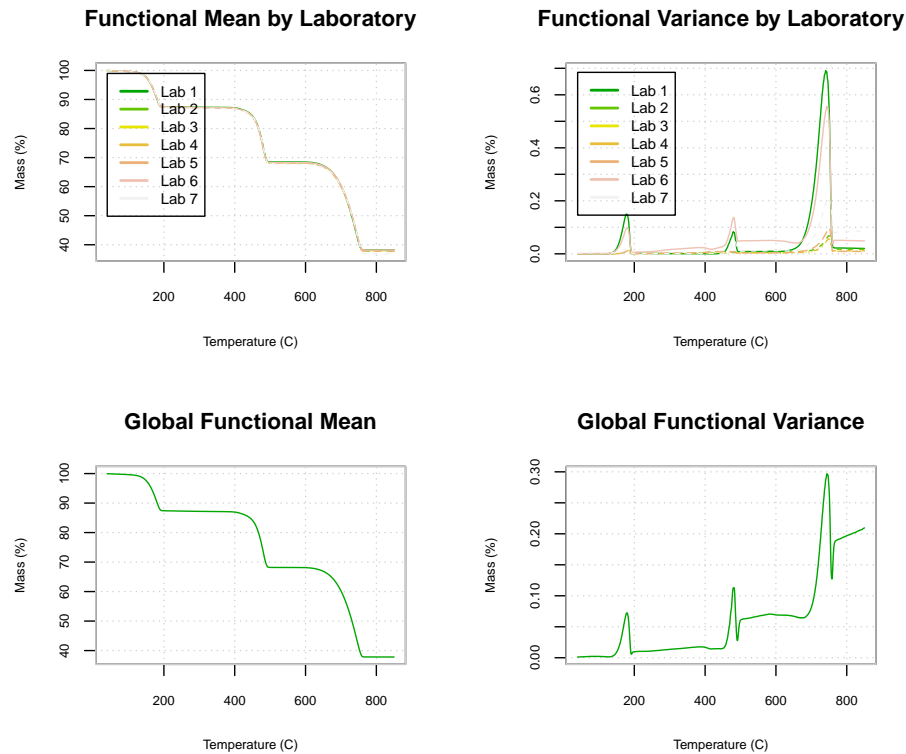 Functional Mean by Laboratory
Mass (%)
100
90
80
70
60
50
40
Lab 1
Lab 2
Lab 3
Lab 4
Lab 5
Lab 6
Lab 7
200 400 600 800
Temperature (C)
Functional Variance by Laboratory
Mass (%)
0.6
0.4
0.2
0.0
Lab 1
Lab 2
Lab 3
Lab 4
Lab 5
Lab 6
Lab 7
200 400 600 800
Temperature (C)
Global Functional Mean
Mass (%)
100
90
80
70
60
50
40
200 400 600 800
Temperature (C)
Global Functional Variance
Mass (%)
0.30
0.20
0.10
0.00
200 400 600 800
Temperature (C)